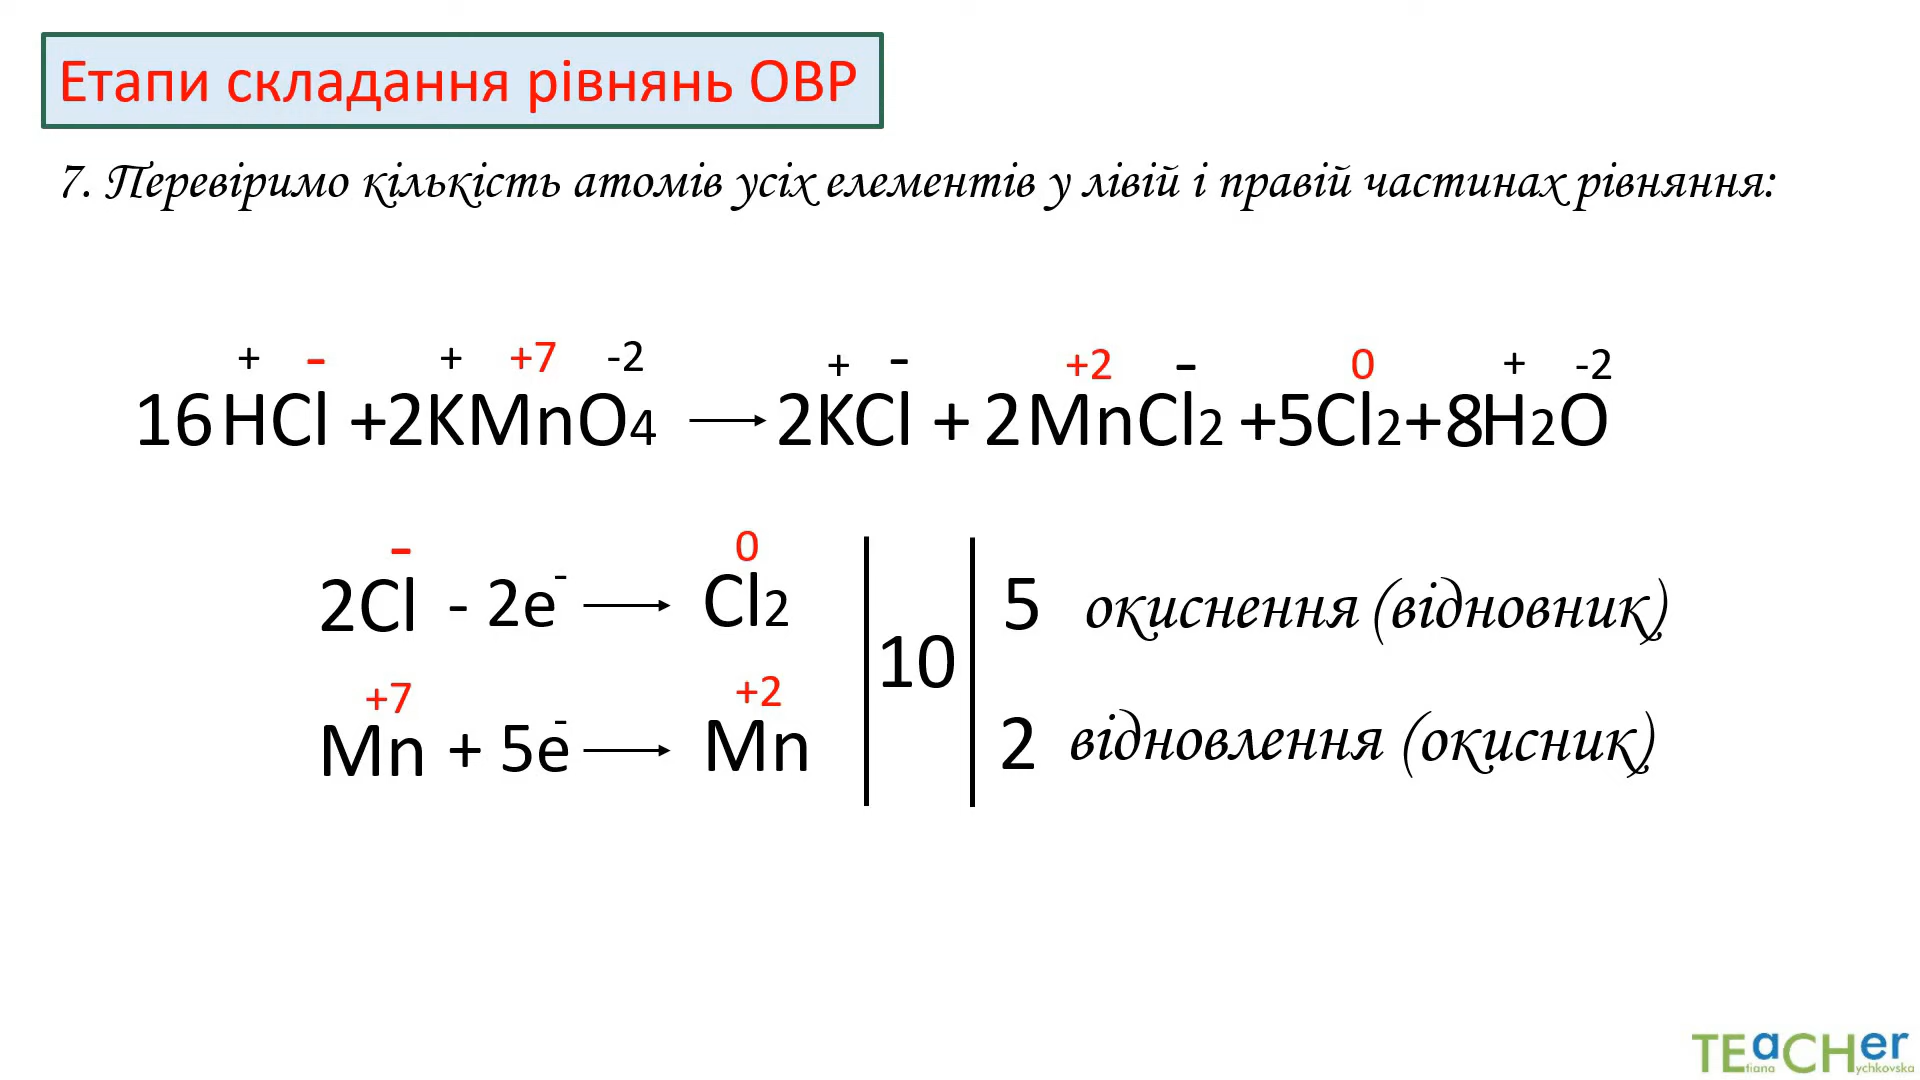 Етапи складання рівнянь ОВР
7. Перевіримо кількість атомів усіх елементів у лівій і правій частинах рівняння:
+ - + +7 -2 + - +2 - 0 + -2
16HCl +2KMnO4 → 2KCl + 2MnCl2 +5Cl2+8H2O
- 0
2Cl - 2e- → Cl2 5 окиснення (відновник)
10
+7 +2
Mn + 5e- → Mn 2 відновлення (окисник)
TEaCHer
tiana ychkovska